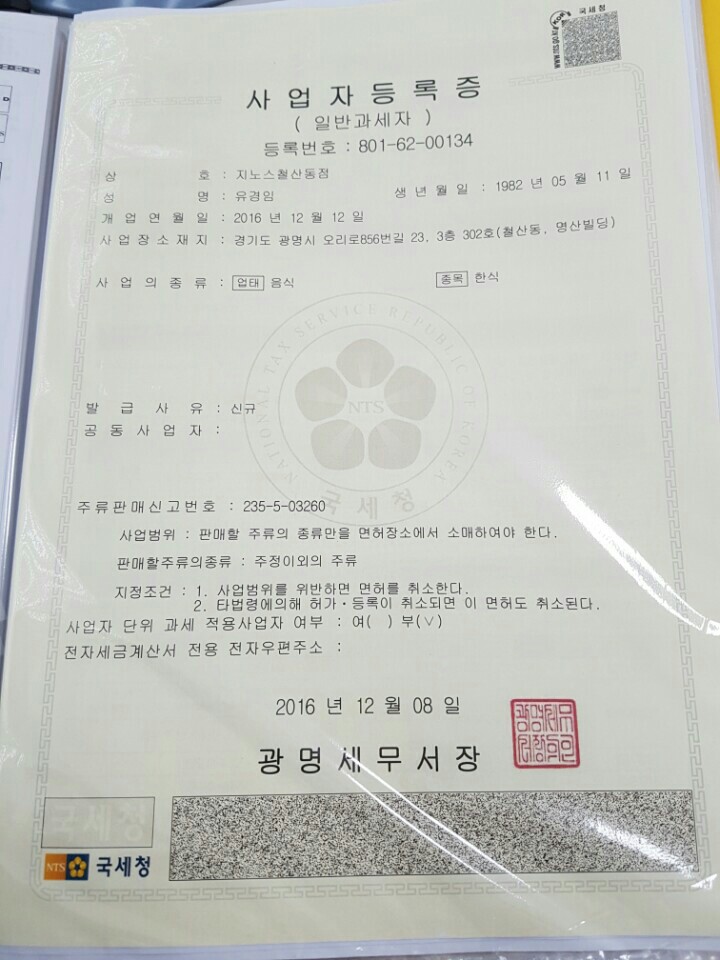 국세청
사업자등록증
( 일반과세자 )
등록번호 : 801-62-00134
상 호 : 지노스철산동점
성 명 : 유경임 생 년 월 일 : 1982 년 05 월 11 일
개 업 연 월 일 : 2016 년 12 월 12 일
사 업 장 소 재 지 : 경기도 광명시 오리로856번길 23, 3층 302호(철산동, 명산빌딩)
사 업 의 종 류 : 업태 음식 종목 한식
NATIONAL TAX SERVICE REPUBLIC OF KOREA
NTS
국세청
발 급 사 유 : 신규
공 동 사 업 자 :
주류판매신고번호 : 235-5-03260
사업범위 : 판매할 주류의 종류만을 면허장소에서 소매하여야 한다.
판매할주류의종류 : 주정이외의 주류
지정조건 : 1. 사업범위를 위반하면 면허를 취소한다.
2. 타법령에의해 허가·등록이 취소되면 이 면허도 취소된다.
사업자 단위 과세 적용사업자 여부 : 여( ) 부(∨)
전자세금계산서 전용 전자우편주소 :
2016 년 12 월 08 일
광명세무서장
국세청
NTS 국세청